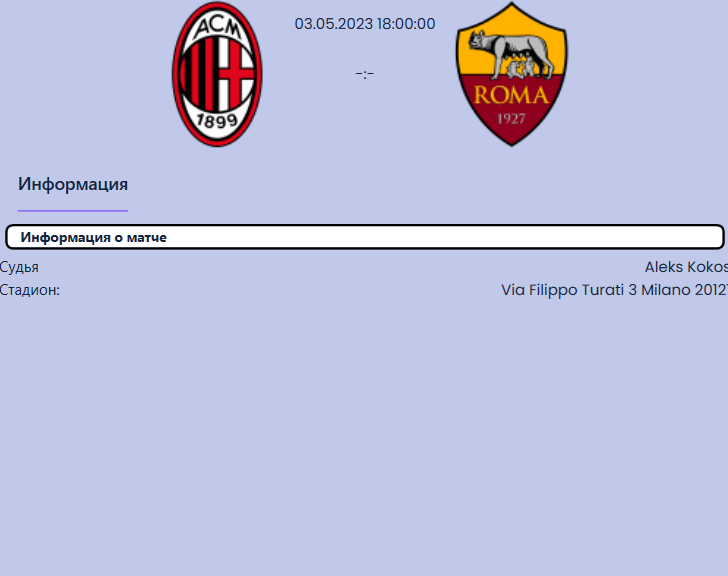 ACM
1899
03.05.2023 18:00:00
-:-
ROMA
1927
Информация
Информация о матче
Судья Aleks Kokos
Стадион: Via Filippo Turati 3 Milano 20127